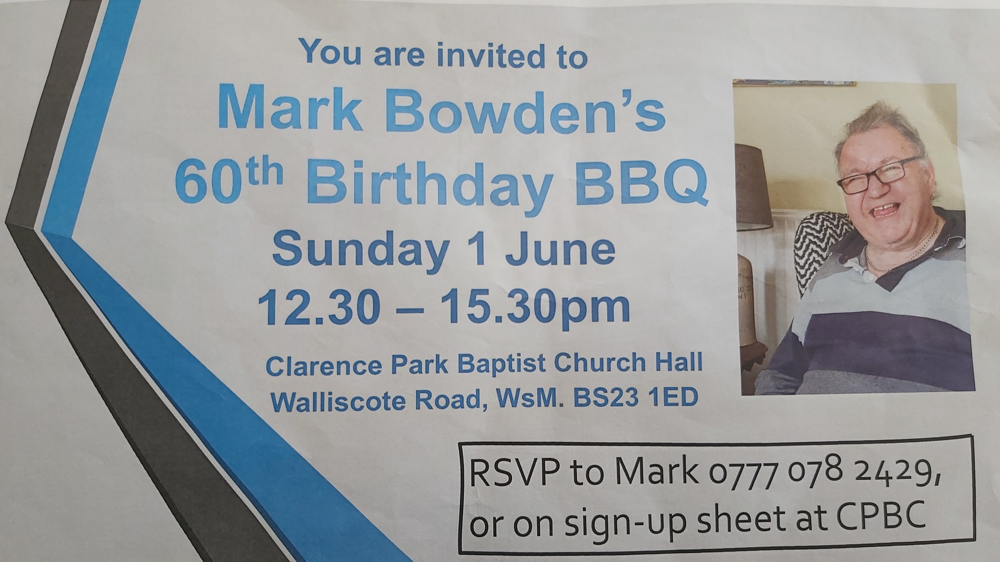 You are invited to
Mark Bowden's
60th Birthday BBQ
Sunday 1 June
12.30 – 15.30pm
Clarence Park Baptist Church Hall
Walliscote Road, WsM. BS23 1ED
RSVP to Mark 0777 078 2429,
or on sign-up sheet at CPBC